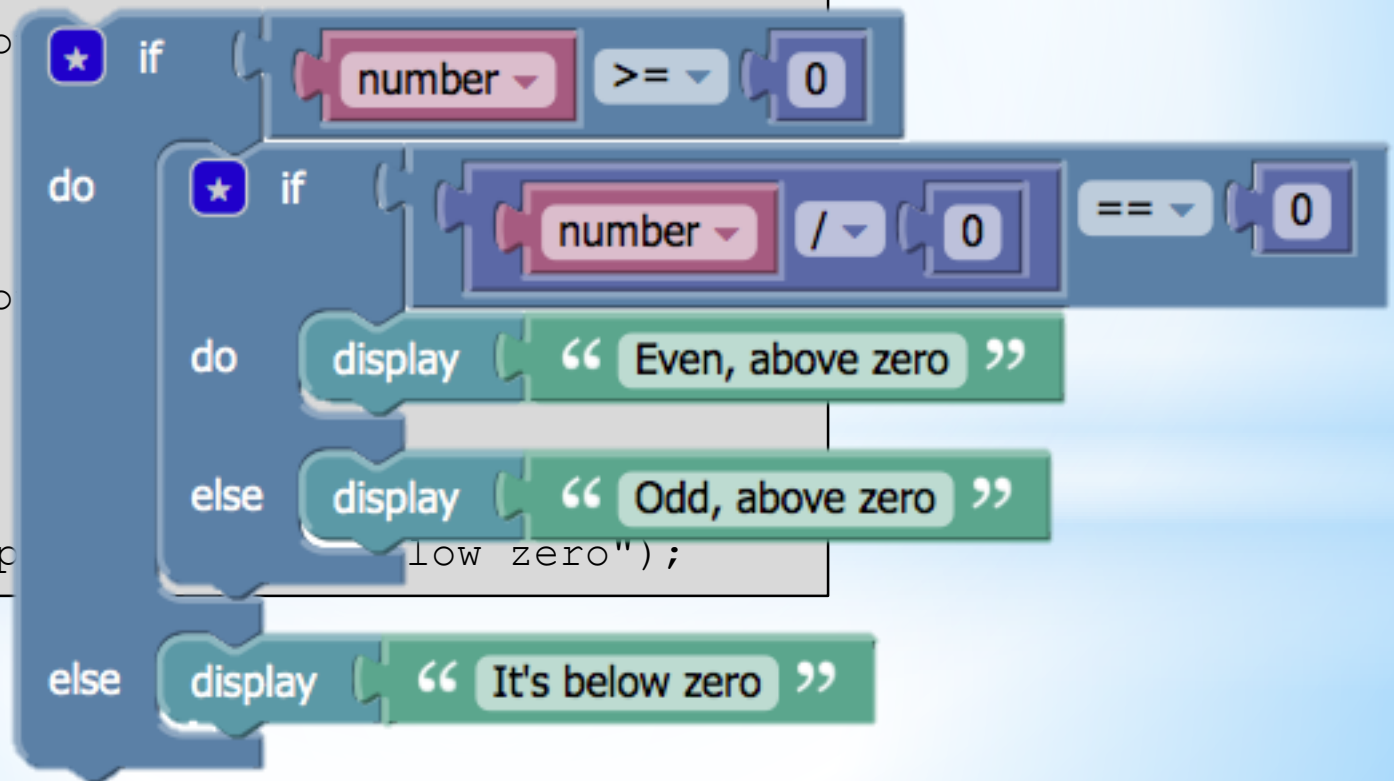 if number >= 0
do if number / 0 == 0
do display “ Even, above zero ”
else display “ Odd, above zero ”
low zero");
else display “ It's below zero ”